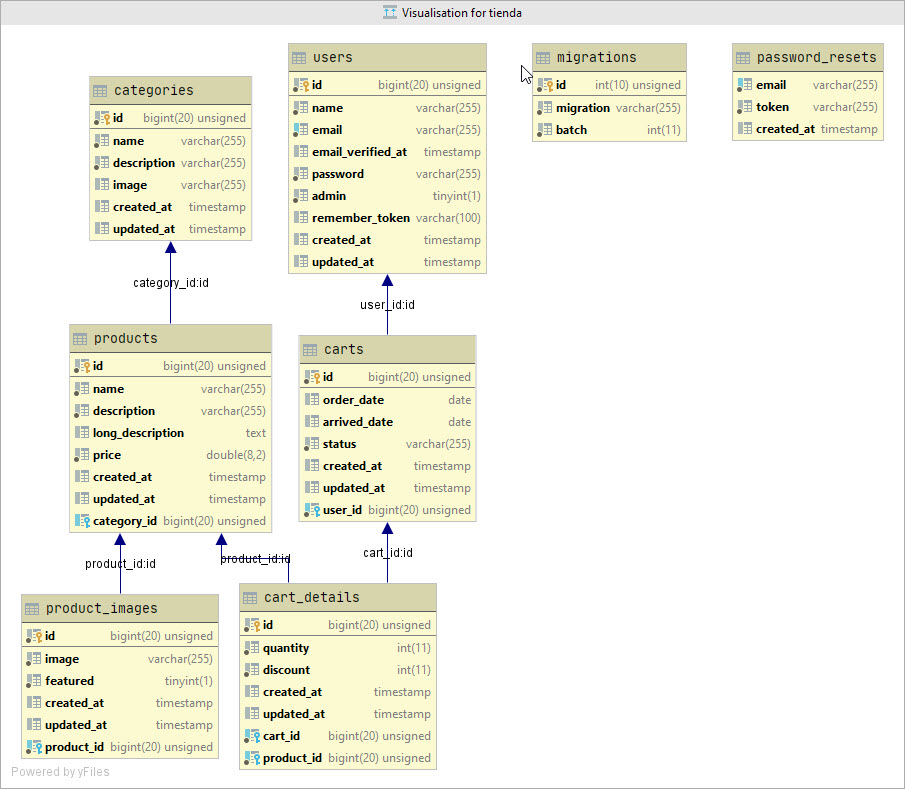 Visualisation for tienda
categories
id bigint(20) unsigned
name varchar(255)
description varchar(255)
image varchar(255)
created_at timestamp
updated_at timestamp
users
id bigint(20) unsigned
name varchar(255)
email varchar(255)
email_verified_at timestamp
password varchar(255)
admin tinyint(1)
remember_token varchar(100)
created_at timestamp
updated_at timestamp
migrations
id int(10) unsigned
migration varchar(255)
batch int(11)
password_resets
email varchar(255)
token varchar(255)
created_at timestamp
category_id:id
user_id:id
products
id bigint(20) unsigned
name varchar(255)
description varchar(255)
long_description text
price double(8,2)
created_at timestamp
updated_at timestamp
category_id bigint(20) unsigned
carts
id bigint(20) unsigned
order_date date
arrived_date date
status varchar(255)
created_at timestamp
updated_at timestamp
user_id bigint(20) unsigned
product_id:id
product_id:id
cart_id:id
product_images
id bigint(20) unsigned
image varchar(255)
featured tinyint(1)
created_at timestamp
updated_at timestamp
product_id bigint(20) unsigned
cart_details
id bigint(20) unsigned
quantity int(11)
discount int(11)
created_at timestamp
updated_at timestamp
cart_id bigint(20) unsigned
product_id bigint(20) unsigned
Powered by yFiles